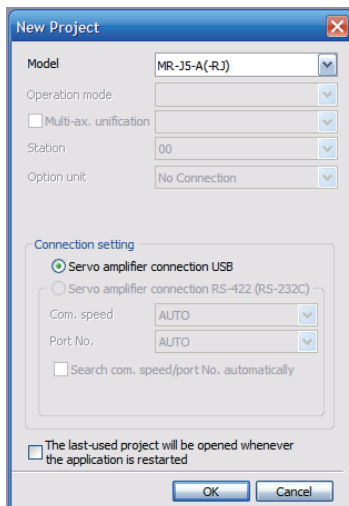 New Project
Model MR-J5-A(-RJ)
Operation mode
Multi-ax. unification
Station 00
Option unit No Connection
Connection setting
Servo amplifier connection USB
Servo amplifier connection RS-422 (RS-232C)
Com. speed AUTO
Port No. AUTO
Search com. speed/port No. automatically
The last-used project will be opened whenever
the application is restarted
OK Cancel